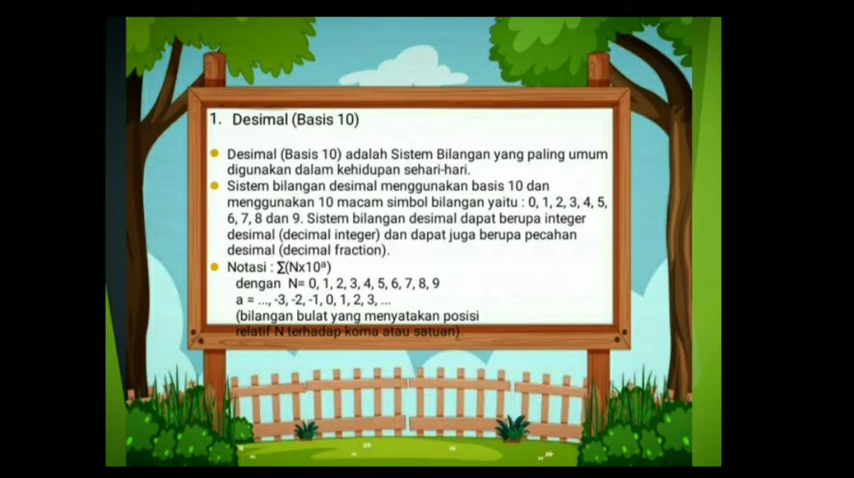 1. Desimal (Basis 10)
Desimal (Basis 10) adalah Sistem Bilangan yang paling umum
digunakan dalam kehidupan sehari-hari.
Sistem bilangan desimal menggunakan basis 10 dan
menggunakan 10 macam simbol bilangan yaitu : 0, 1, 2, 3, 4, 5,
6, 7, 8 dan 9. Sistem bilangan desimal dapat berupa integer
desimal (decimal integer) dan dapat juga berupa pecahan
desimal (decimal fraction).
Notasi : ∑(Nx10ᵃ)
dengan N= 0, 1, 2, 3, 4, 5, 6, 7, 8, 9
a = ..., -3, -2, -1, 0, 1, 2, 3, ...
(bilangan bulat yang menyatakan posisi
relatif N terhadap koma atau satuan).